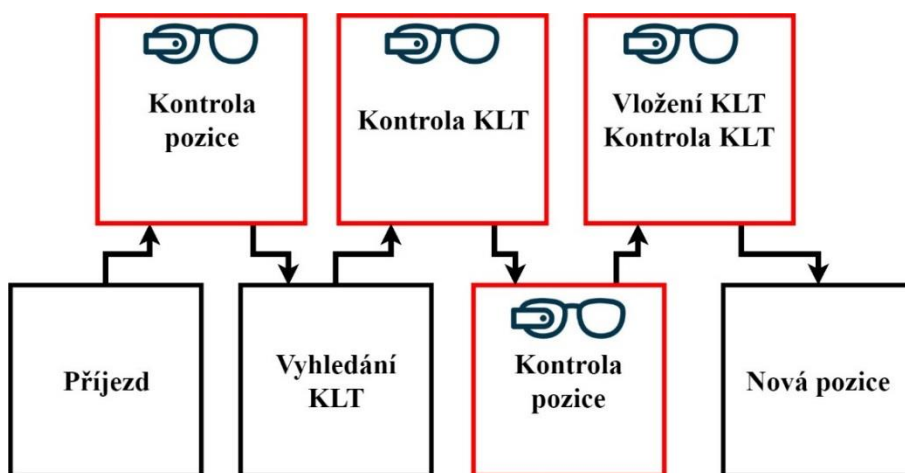 Kontrola
pozice
Kontrola KLT
Vložení KLT
Kontrola KLT
Příjezd
Vyhledání
KLT
Kontrola
pozice
Nová pozice